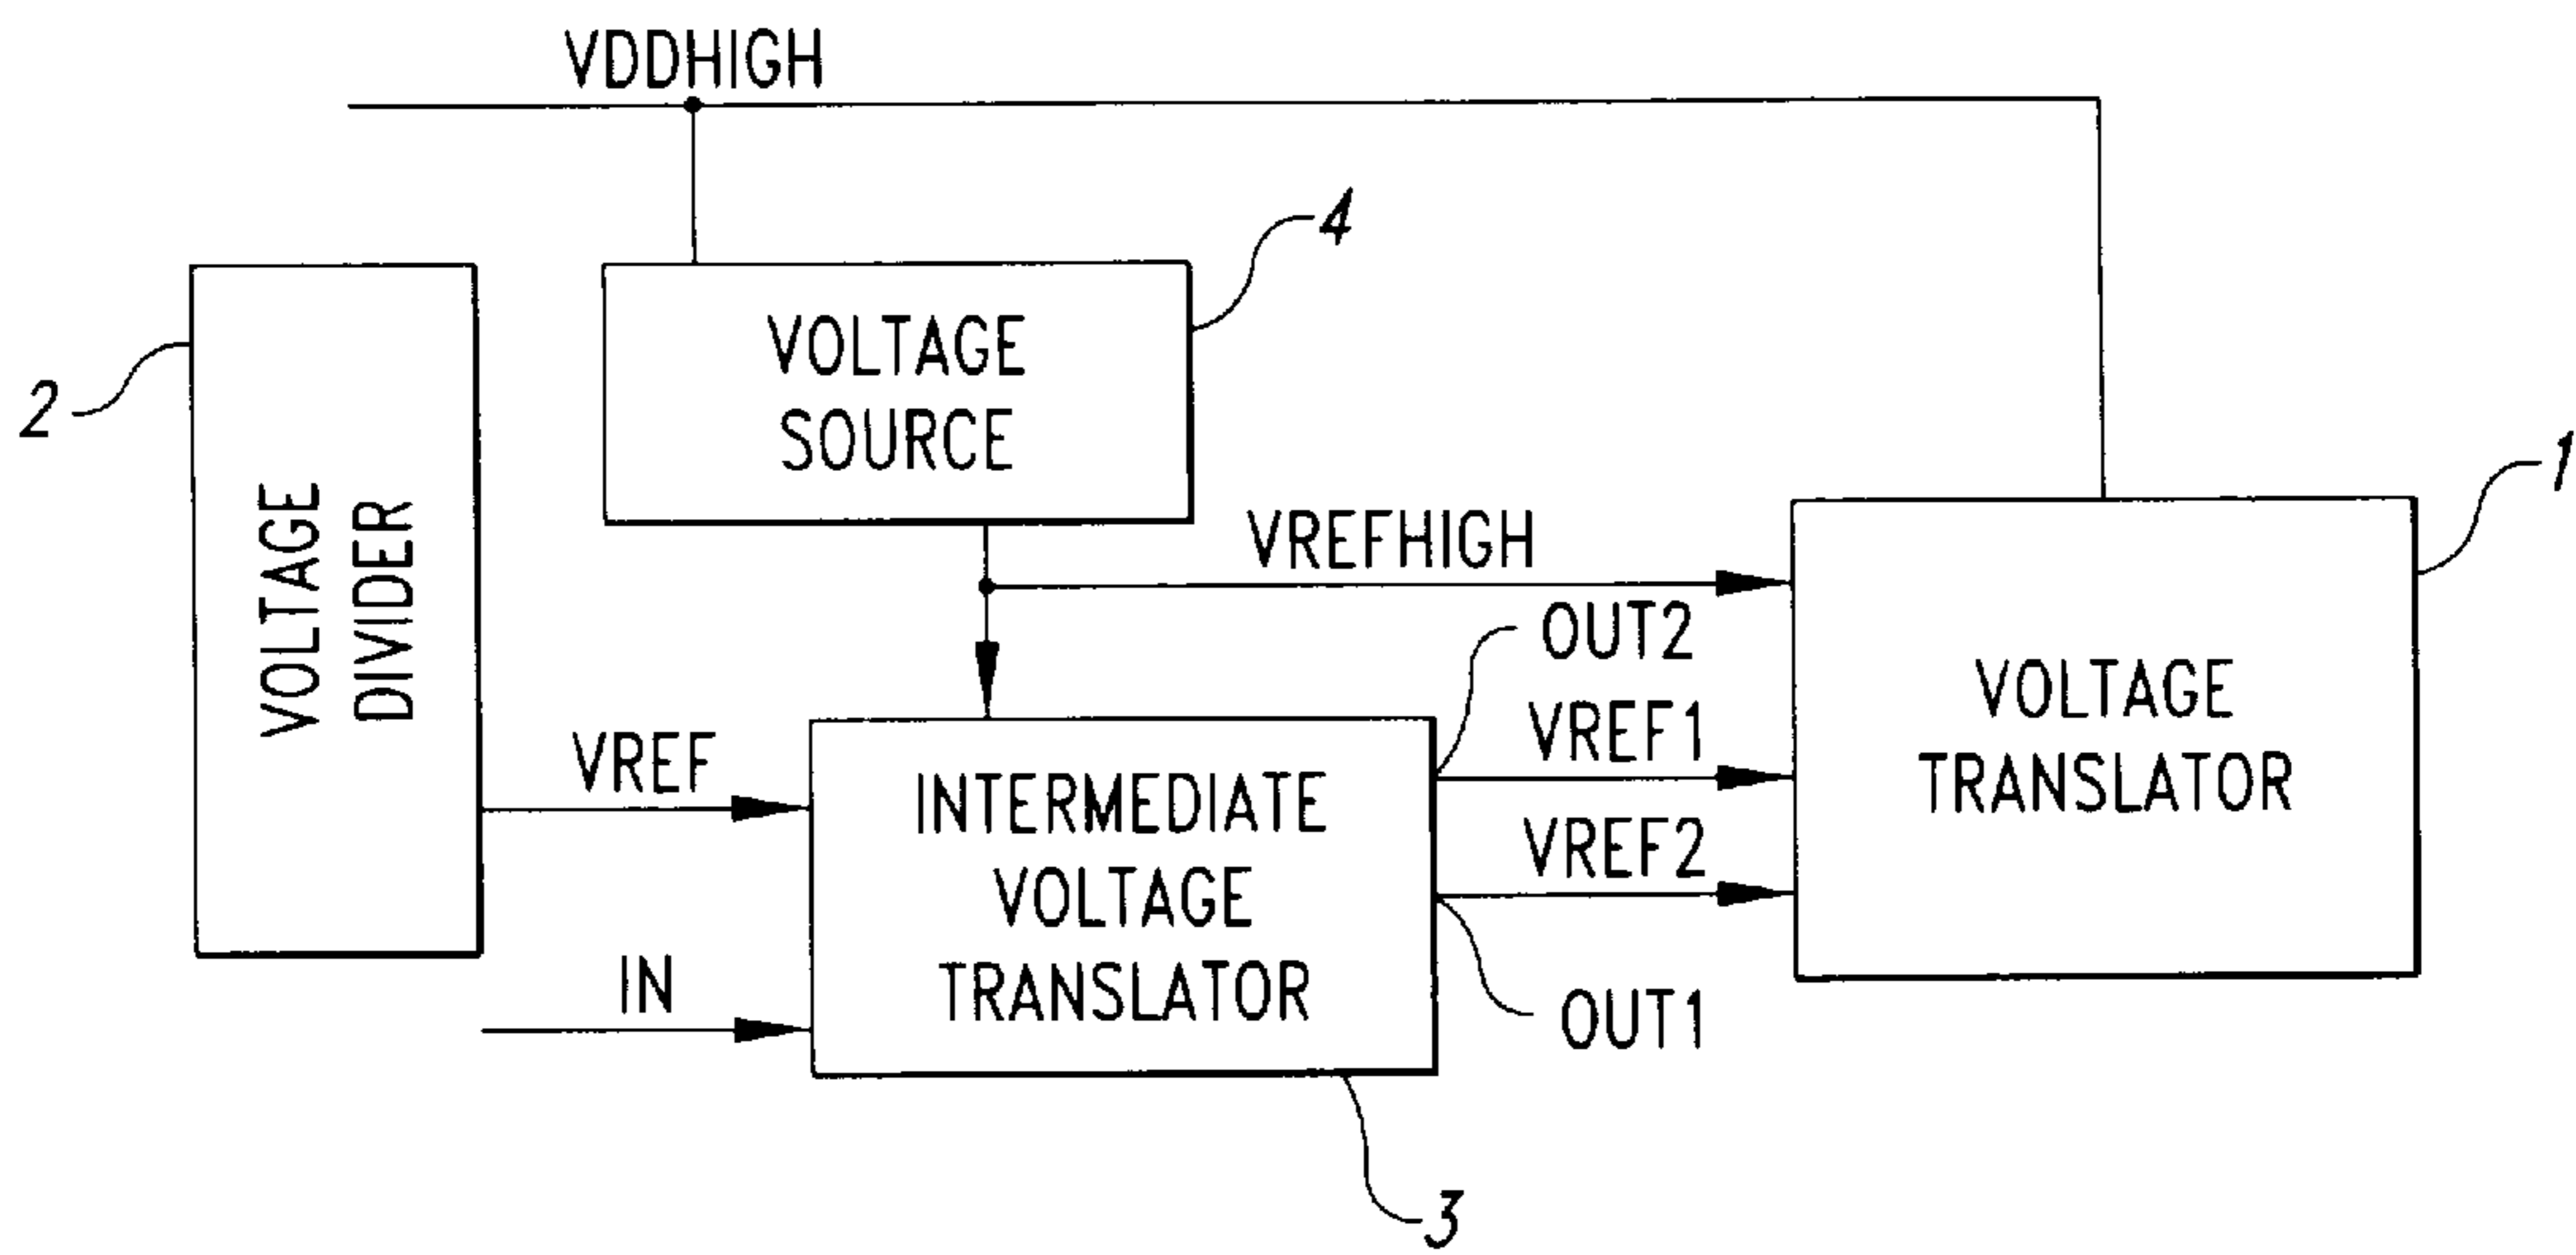 VDDHIGH
4
2
VOLTAGE
SOURCE
VOLTAGE
DIVIDER
1
VREFHIGH
OUT2
VOLTAGE
TRANSLATOR
VREF1
VREF
INTERMEDIATE
VOLTAGE
TRANSLATOR
VREF2
IN
OUT1
3